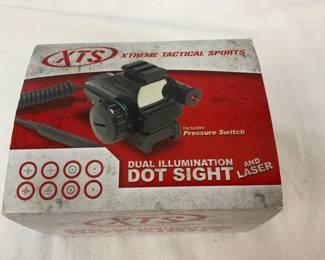 XTS
XTREME TACTICAL SPORTS
Includes
Pressure Switch
DUAL ILLUMINATION
DOT SIGHT AND LASER
XTS